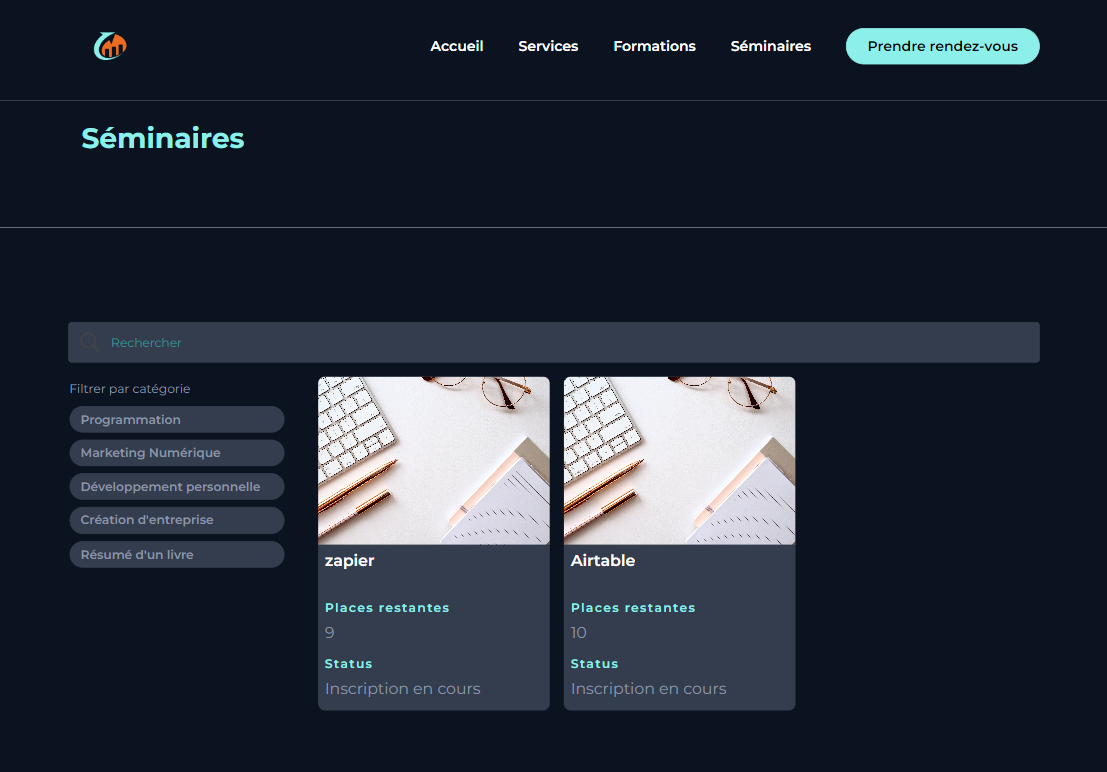 Accueil Services Formations Séminaires Prendre rendez-vous
Séminaires
Rechercher
Filtrer par catégorie
Programmation
Marketing Numérique
Développement personnelle
Création d'entreprise
Résumé d'un livre
zapier
Places restantes
9
Status
Inscription en cours
Airtable
Places restantes
10
Status
Inscription en cours